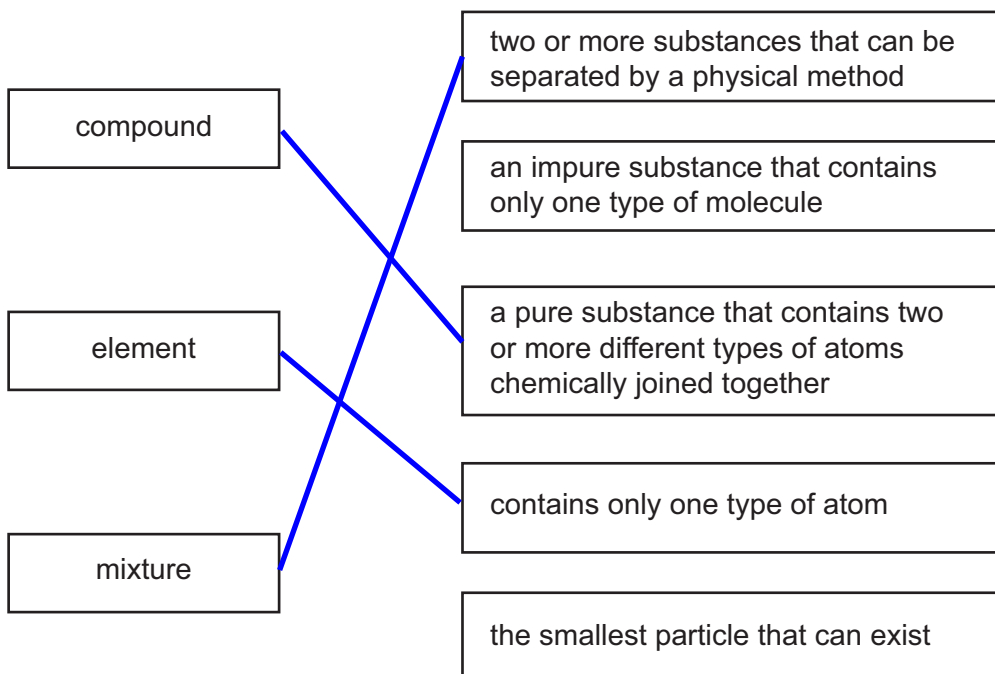 compound
element
mixture
two or more substances that can be
separated by a physical method
an impure substance that contains
only one type of molecule
a pure substance that contains two
or more different types of atoms
chemically joined together
contains only one type of atom
the smallest particle that can exist